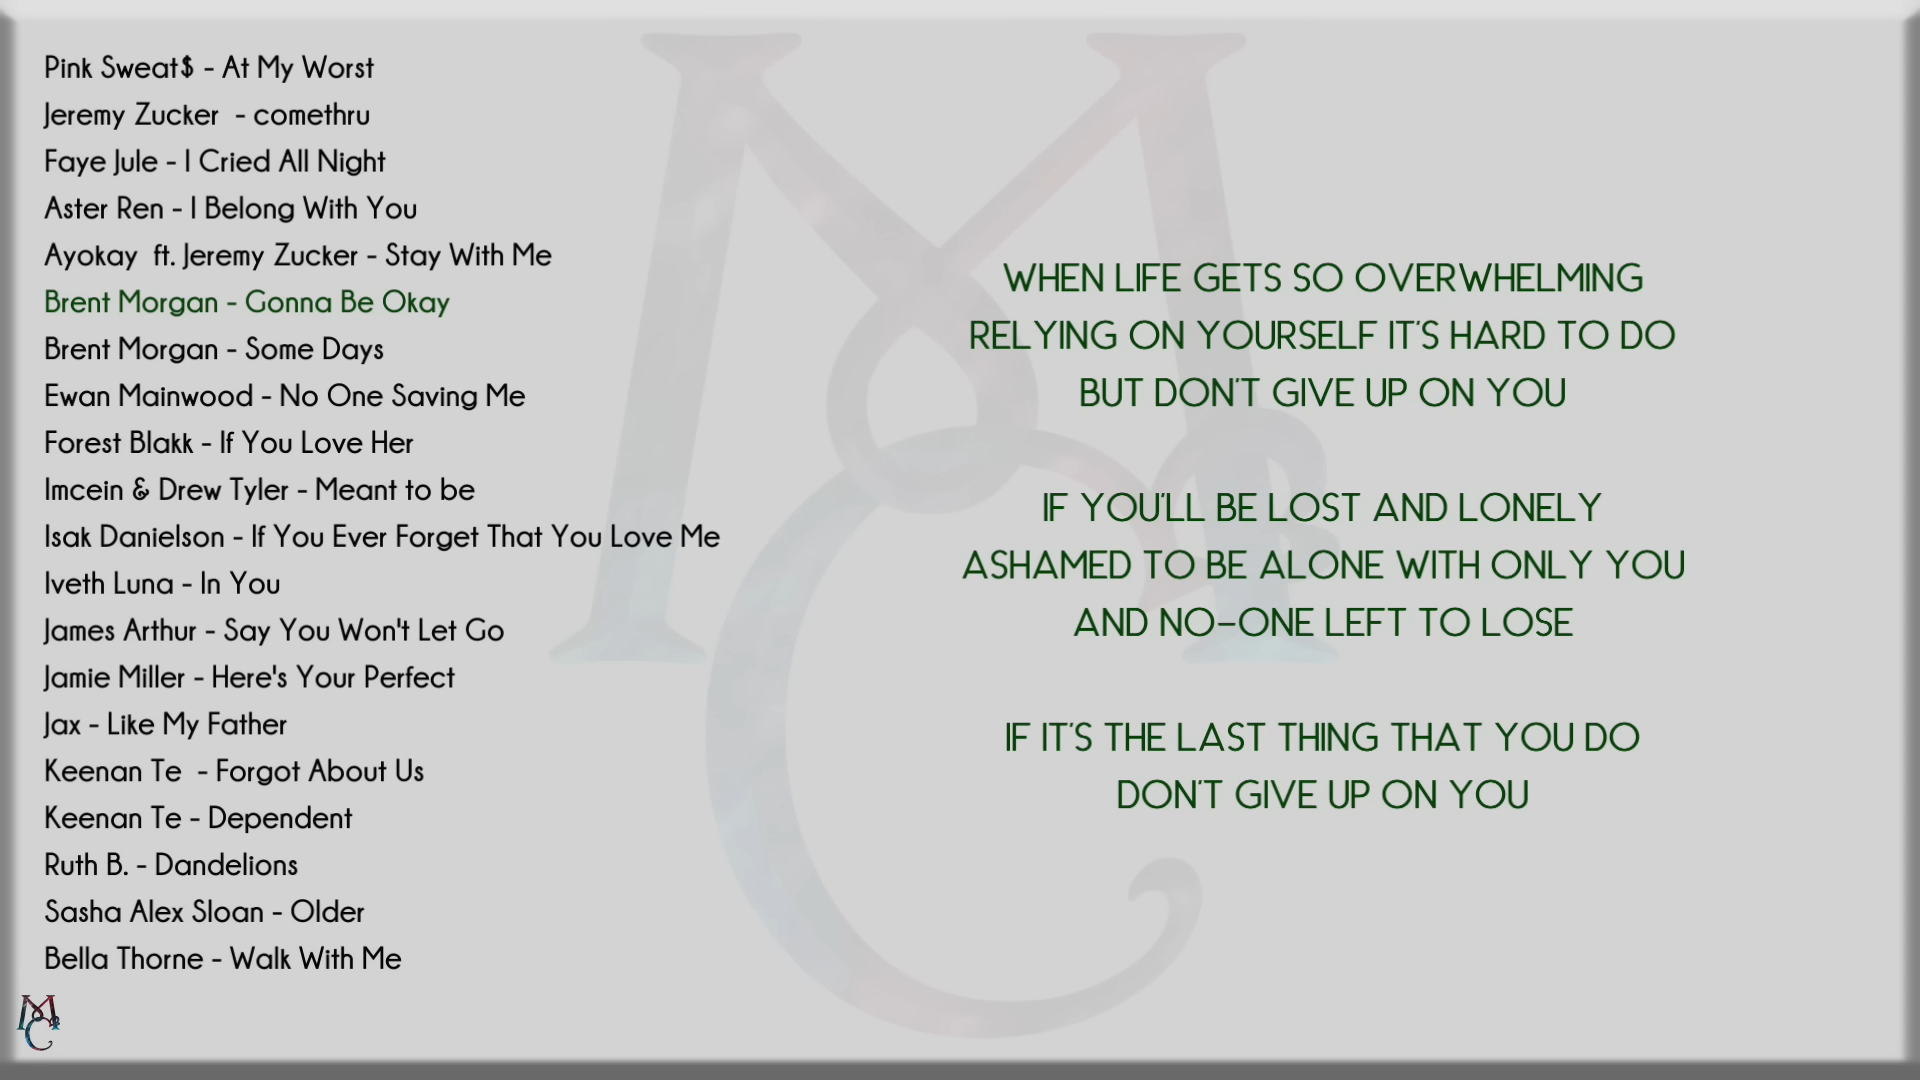 Pink Sweat$ - At My Worst
Jeremy Zucker - comethru
Faye Jule - I Cried All Night
Aster Ren - I Belong With You
Ayokay ft. Jeremy Zucker - Stay With Me
Brent Morgan - Gonna Be Okay
Brent Morgan - Some Days
Ewan Mainwood - No One Saving Me
Forest Blakk - If You Love Her
Imcein & Drew Tyler - Meant to be
Isak Danielson - If You Ever Forget That You Love Me
Iveth Luna - In You
James Arthur - Say You Won't Let Go
Jamie Miller - Here's Your Perfect
Jax - Like My Father
Keenan Te - Forgot About Us
Keenan Te - Dependent
Ruth B. - Dandelions
Sasha Alex Sloan - Older
Bella Thorne - Walk With Me
WHEN LIFE GETS SO OVERWHELMING
RELYING ON YOURSELF IT'S HARD TO DO
BUT DON'T GIVE UP ON YOU
IF YOU'LL BE LOST AND LONELY
ASHAMED TO BE ALONE WITH ONLY YOU
AND NO-ONE LEFT TO LOSE
IF IT'S THE LAST THING THAT YOU DO
DON'T GIVE UP ON YOU